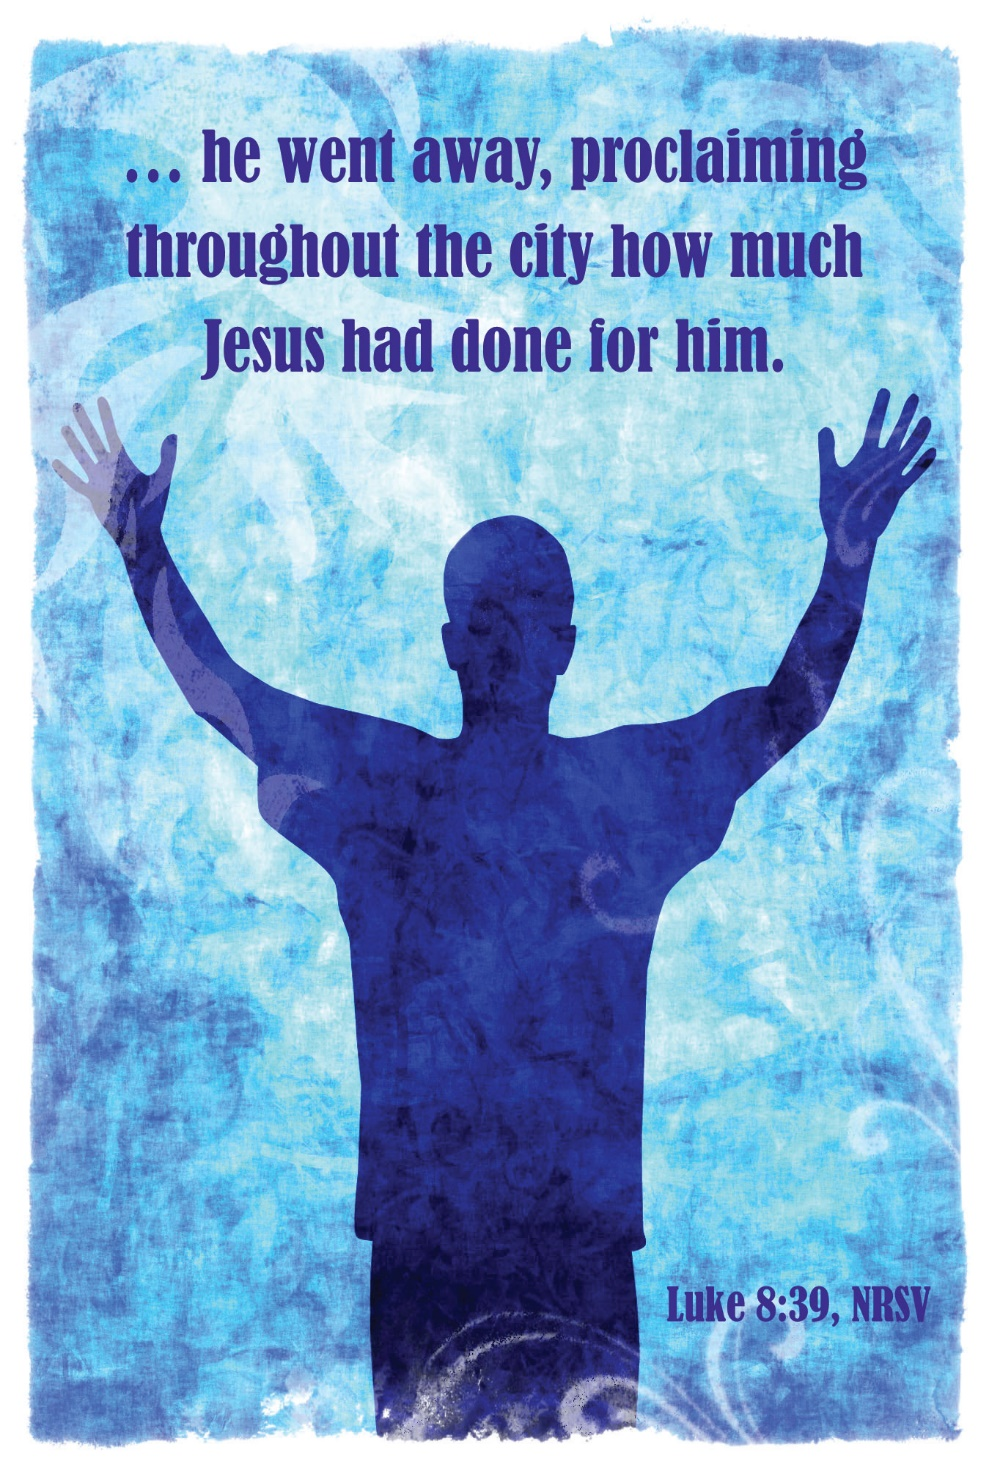 ... he went away, proclaiming
throughout the city how much
Jesus had done for him.
Luke 8:39, NRSV